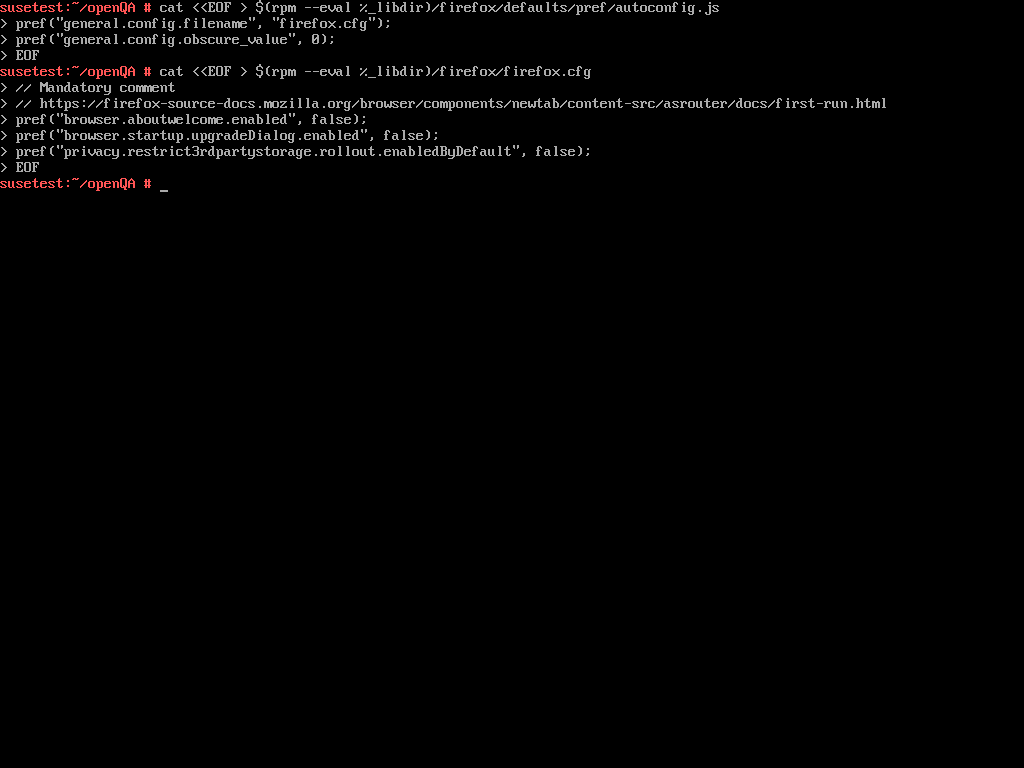 susetest:~/openQA # cat <<EOF > $(rpm --eval %_libdir)/firefox/defaults/pref/autoconfig.js
> pref("general.config.filename", "firefox.cfg");
> pref("general.config.obscure_value", 0);
> EOF
susetest:~/openQA # cat <<EOF > $(rpm --eval %_libdir)/firefox/firefox.cfg
> // Mandatory comment
> // https://firefox-source-docs.mozilla.org/browser/components/newtab/content-src/asrouter/docs/first-run.html
> pref("browser.aboutwelcome.enabled", false);
> pref("browser.startup.upgradeDialog.enabled", false);
> pref("privacy.restrict3rdpartystorage.rollout.enabledByDefault", false);
> EOF
susetest:~/openQA # _